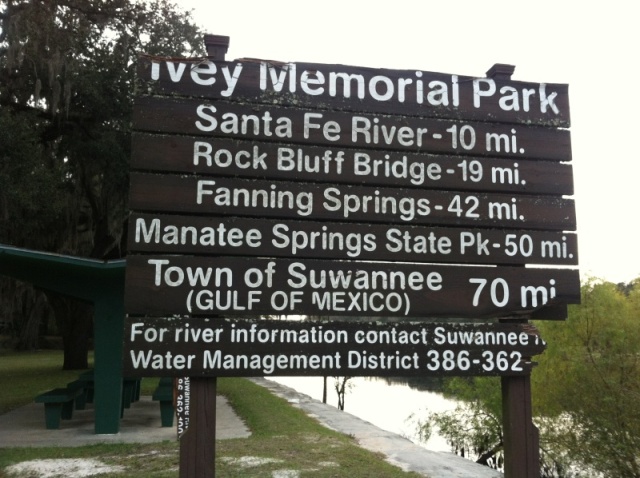 Ivey Memorial Park
Santa Fe River - 10 mi.
Rock Bluff Bridge - 19 mi.
Fanning Springs - 42 mi.
Manatee Springs State Pk - 50 mi.
Town of Suwannee 70 mi
(GULF OF MEXICO)
For river information contact Suwannee
Water Management District 386-362